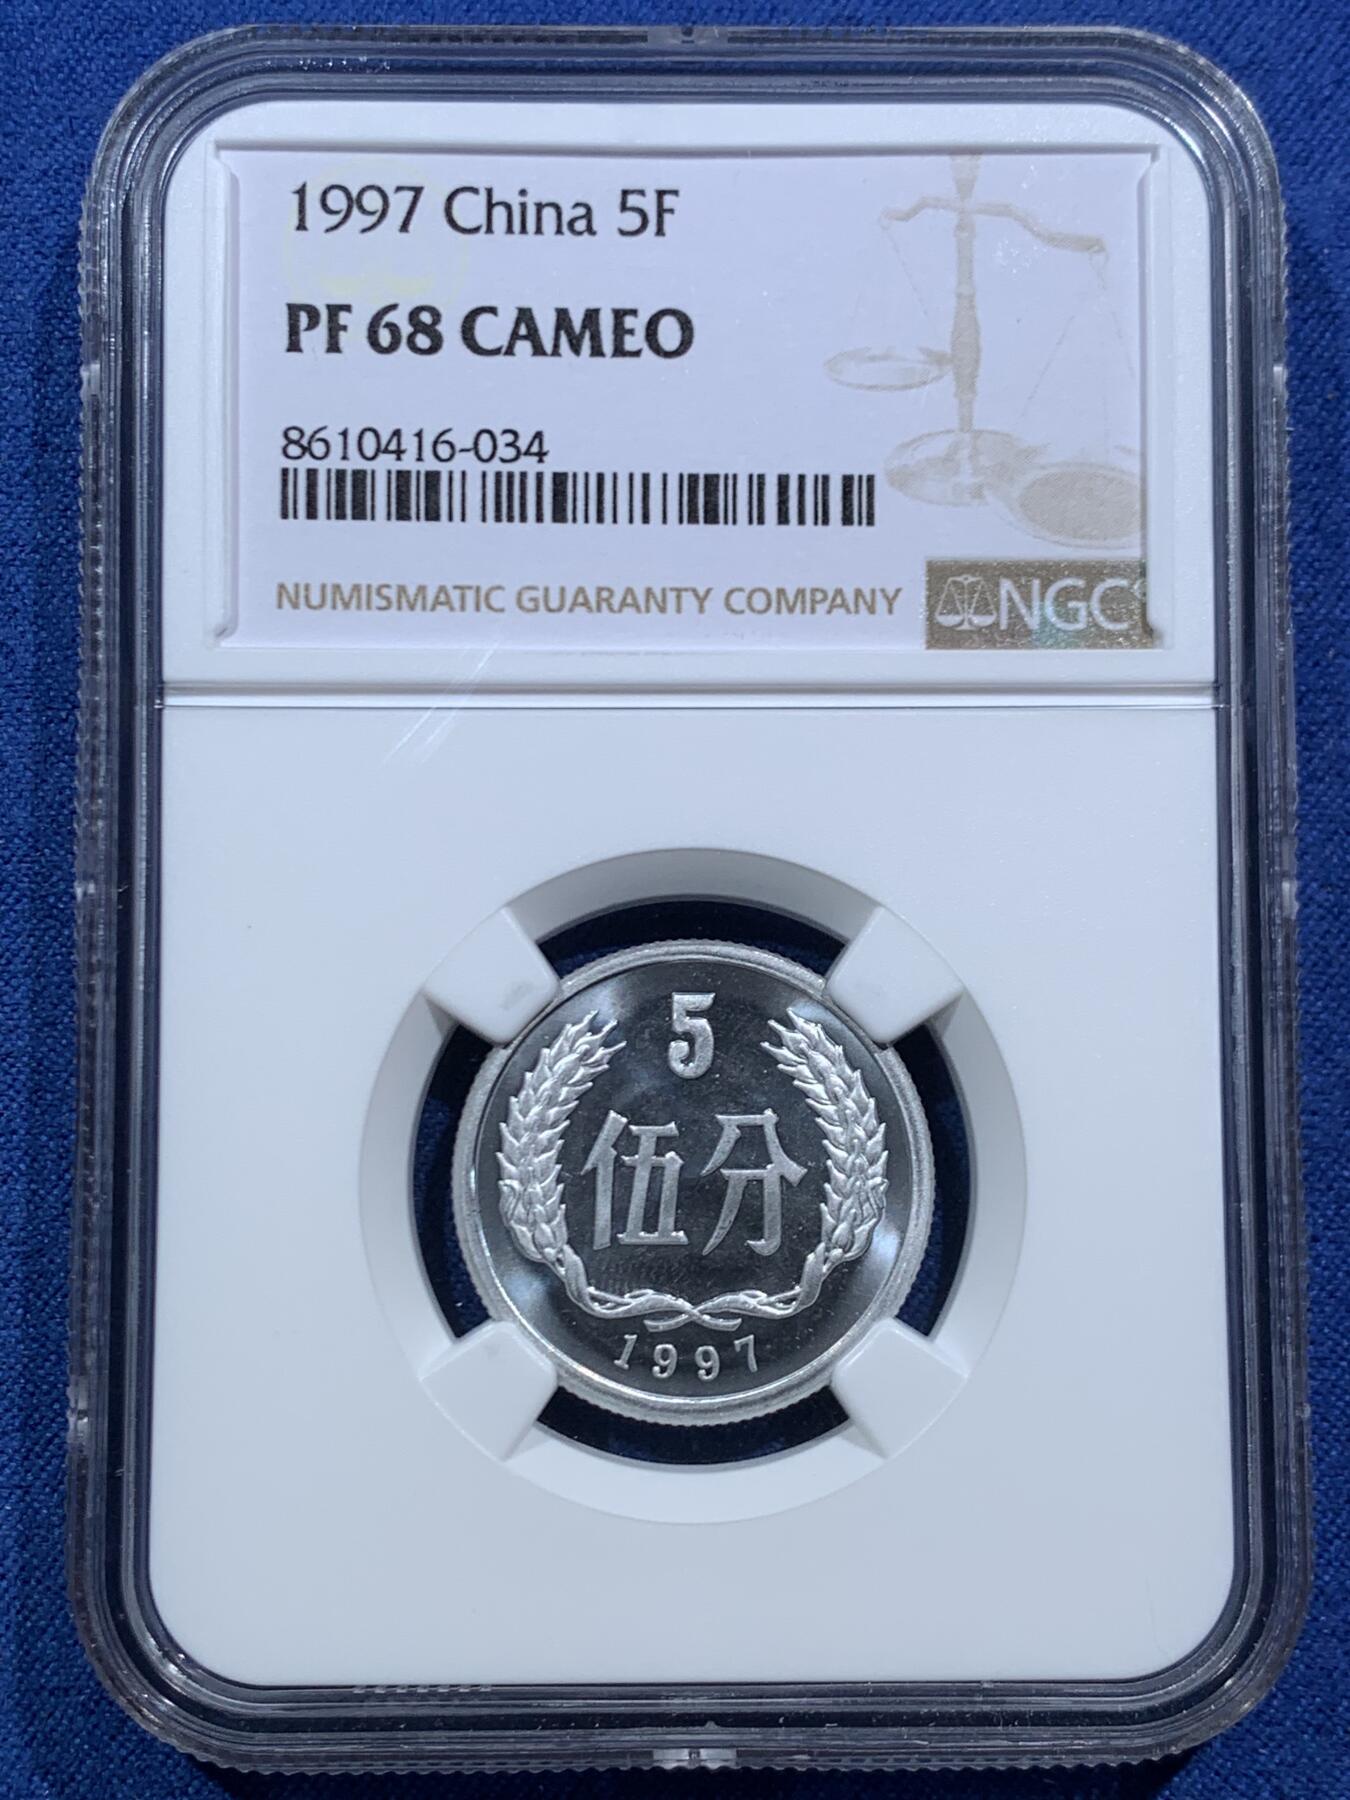 1997 China 5F
PF 68 CAMEO
8610416-034
NUMISMATIC GUARANTY COMPANY
NGC
5
伍分
1997